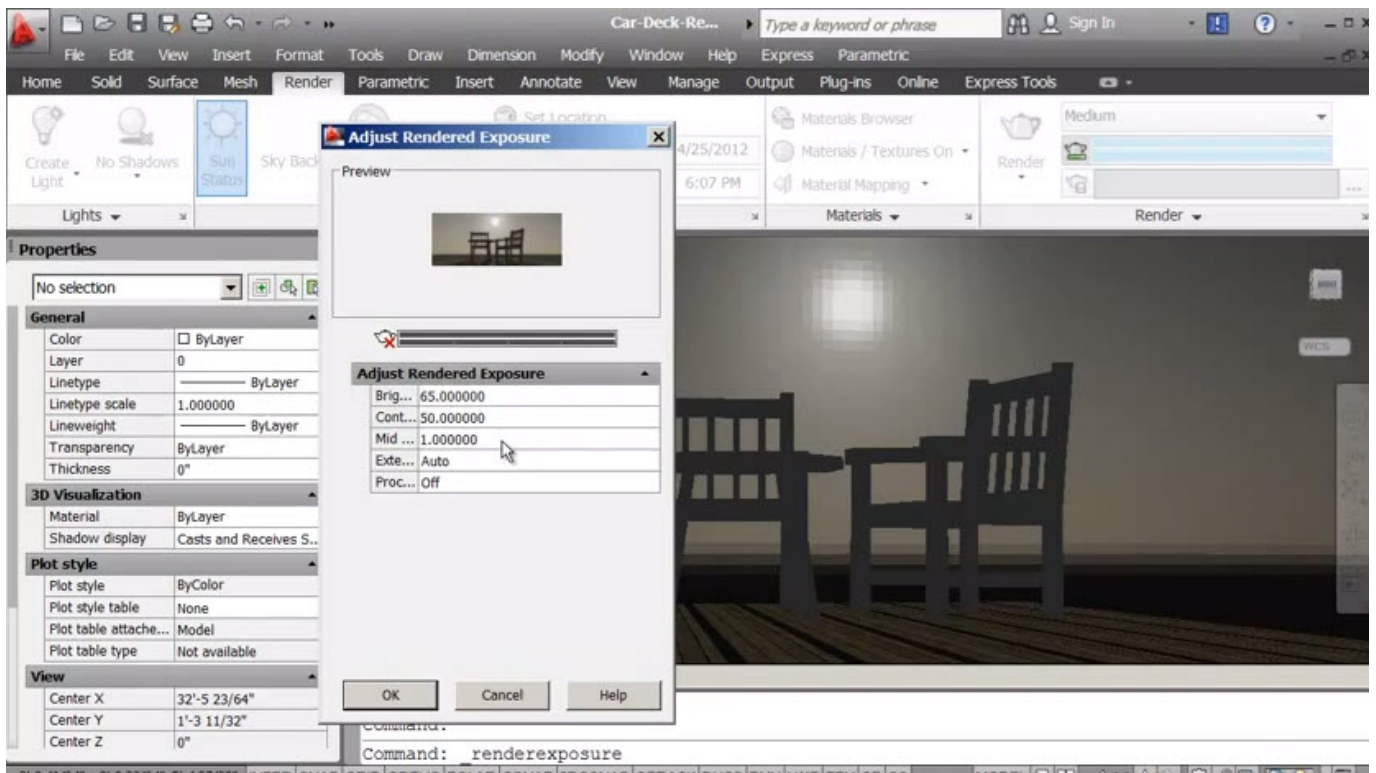 Car-Deck-Re... Type a keyword or phrase Sign In
File Edit View Insert Format Tools Draw Dimension Modify Window Help Express Parametric
Home Solid Surface Mesh Render Parametric Insert Annotate View Manage Output Plug-ins Online Express Tools
Create Light
No Shadows
Sun Status
Sky Back
Set Location
4/25/2012
6:07 PM
Materials Browser
Materials / Textures On
Material Mapping
Render
Medium
Lights
Materials
Render
Adjust Rendered Exposure
Preview
Adjust Rendered Exposure
Brig... 65.000000
Cont... 50.000000
Mid ... 1.000000
Exte... Auto
Proc... Off
OK Cancel Help
Properties
No selection
General
Color ByLayer
Layer 0
Linetype ByLayer
Linetype scale 1.000000
Lineweight ByLayer
Transparency ByLayer
Thickness 0"
3D Visualization
Material ByLayer
Shadow display Casts and Receives S...
Plot style
Plot style ByColor
Plot style table None
Plot table attache... Model
Plot table type Not available
View
Center X 32'-5 23/64"
Center Y 1'-3 11/32"
Center Z 0"
WCS
Command:
Command: _renderexposure